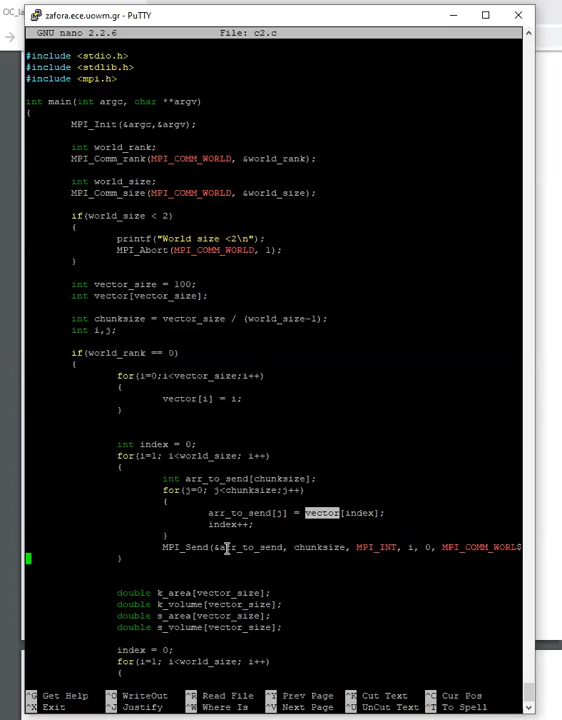 OC_la
zafora.ece.uowm.gr - PuTTY
GNU nano 2.2.6 File: c2.c
#include <stdio.h>
#include <stdlib.h>
#include <mpi.h>
int main(int argc, char **argv)
{
MPI_Init(&argc,&argv);
int world_rank;
MPI_Comm_rank(MPI_COMM_WORLD, &world_rank);
int world_size;
MPI_Comm_size(MPI_COMM_WORLD, &world_size);
if(world_size < 2)
{
printf("World size <2\n");
MPI_Abort(MPI_COMM_WORLD, 1);
}
int vector_size = 100;
int vector[vector_size];
int chunksize = vector_size / (world_size-1);
int i,j;
if(world_rank == 0)
{
for(i=0;i<vector_size;i++)
{
vector[i] = i;
}
int index = 0;
for(i=1; i<world_size; i++)
{
int arr_to_send[chunksize];
for(j=0; j<chunksize;j++)
{
arr_to_send[j] = vector[index];
index++;
}
MPI_Send(&arr_to_send, chunksize, MPI_INT, i, 0, MPI_COMM_WORL$
}
double k_area[vector_size];
double k_volume[vector_size];
double s_area[vector_size];
double s_volume[vector_size];
index = 0;
for(i=1; i<world_size; i++)
{
^G Get Help ^O WriteOut ^R Read File ^Y Prev Page ^K Cut Text ^C Cur Pos
^X Exit ^J Justify ^W Where Is ^V Next Page ^U UnCut Text ^T To Spell